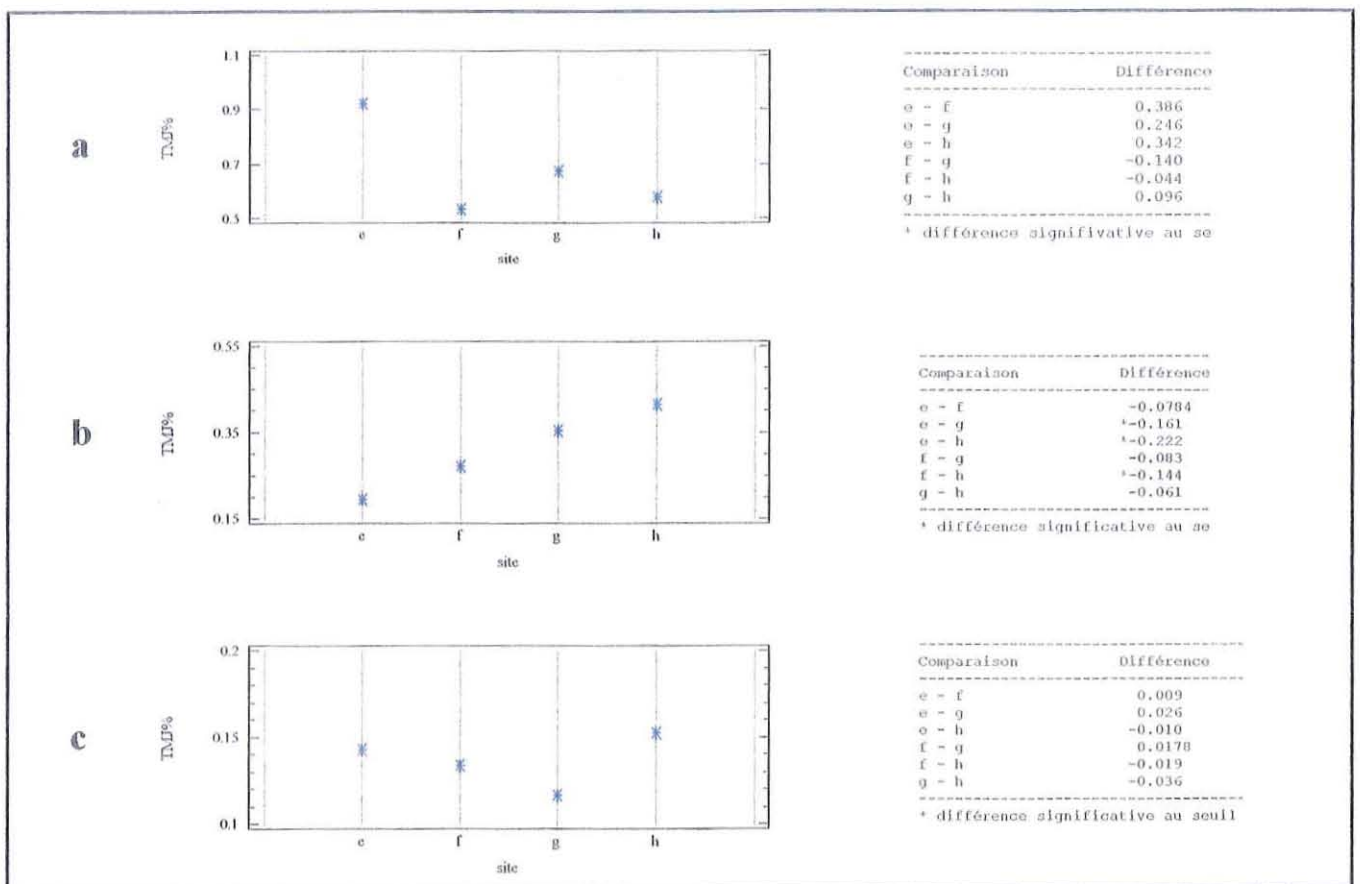 a
TMJ%
1.1
0.9
0.7
0.5
e f g h
site
Comparaison Différence
e - f 0.386
e - g 0.246
e - h 0.342
f - g -0.140
f - h -0.044
g - h 0.096
* différence signifivative au se
b
TMJ%
0.55
0.35
0.15
e f g h
site
Comparaison Différence
e - f -0.0784
e - g *-0.161
e - h *-0.222
f - g -0.083
f - h *-0.144
g - h -0.061
* différence significative au se
c
TMJ%
0.2
0.15
0.1
e f g h
site
Comparaison Différence
e - f 0.009
e - g 0.026
e - h -0.010
f - g 0.0178
f - h -0.019
g - h -0.036
* différence significative au seuil